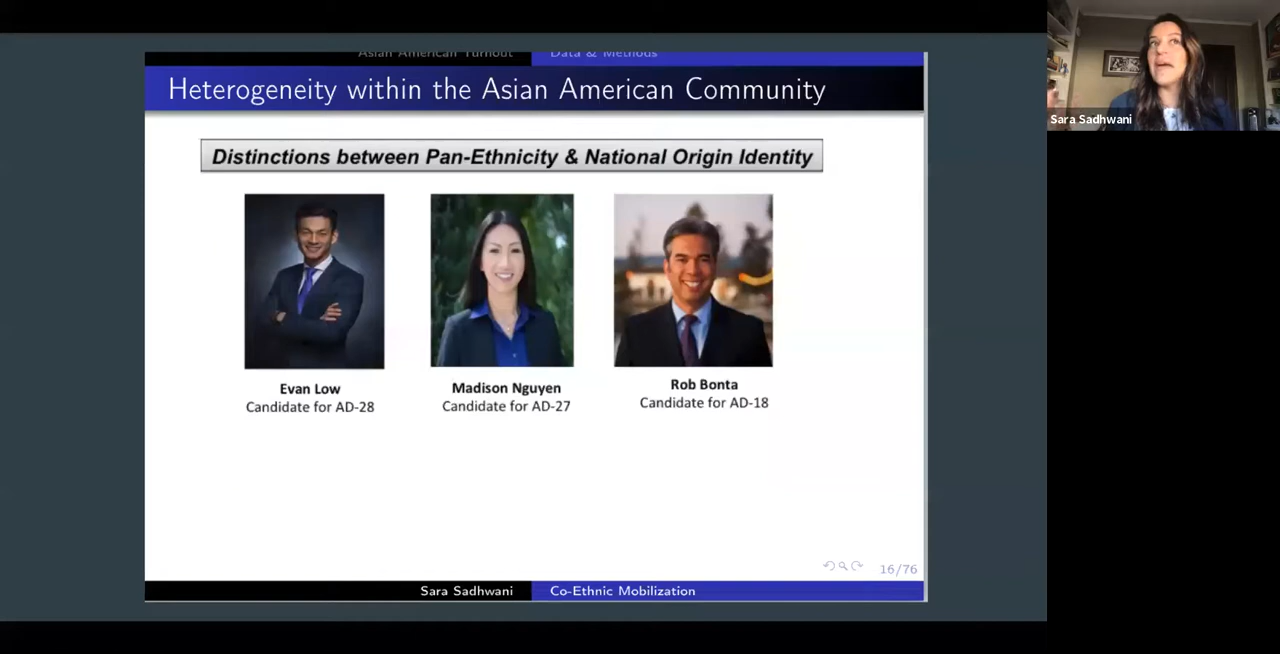 Asian American Turnout Data & Methods
Heterogeneity within the Asian American Community
Distinctions between Pan-Ethnicity & National Origin Identity
Evan Low
Candidate for AD-28
Madison Nguyen
Candidate for AD-27
Rob Bonta
Candidate for AD-18
16/76
Sara Sadhwani Co-Ethnic Mobilization
Sara Sadhwani